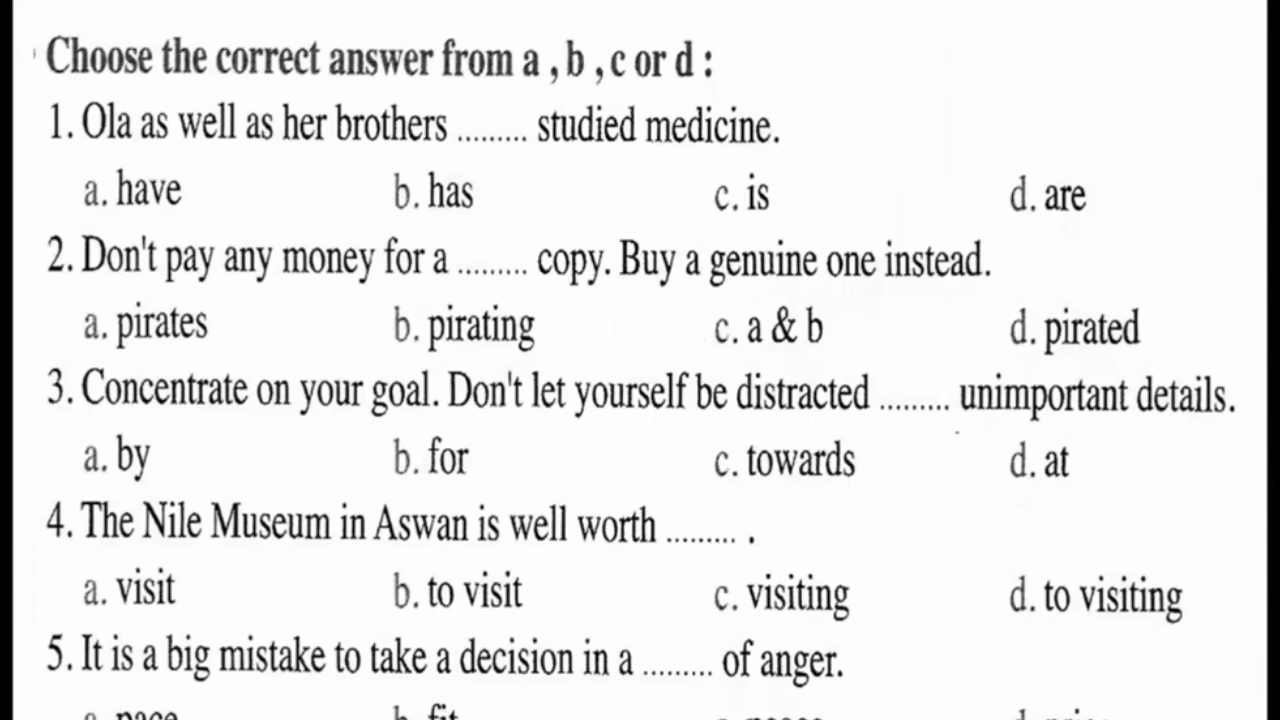 Choose the correct answer from a , b , c or d :
1. Ola as well as her brothers ......... studied medicine.
a. have b. has c. is d. are
2. Don't pay any money for a ......... copy. Buy a genuine one instead.
a. pirates b. pirating c. a & b d. pirated
3. Concentrate on your goal. Don't let yourself be distracted ......... unimportant details.
a. by b. for c. towards d. at
4. The Nile Museum in Aswan is well worth ......... .
a. visit b. to visit c. visiting d. to visiting
5. It is a big mistake to take a decision in a ......... of anger.
b. fit